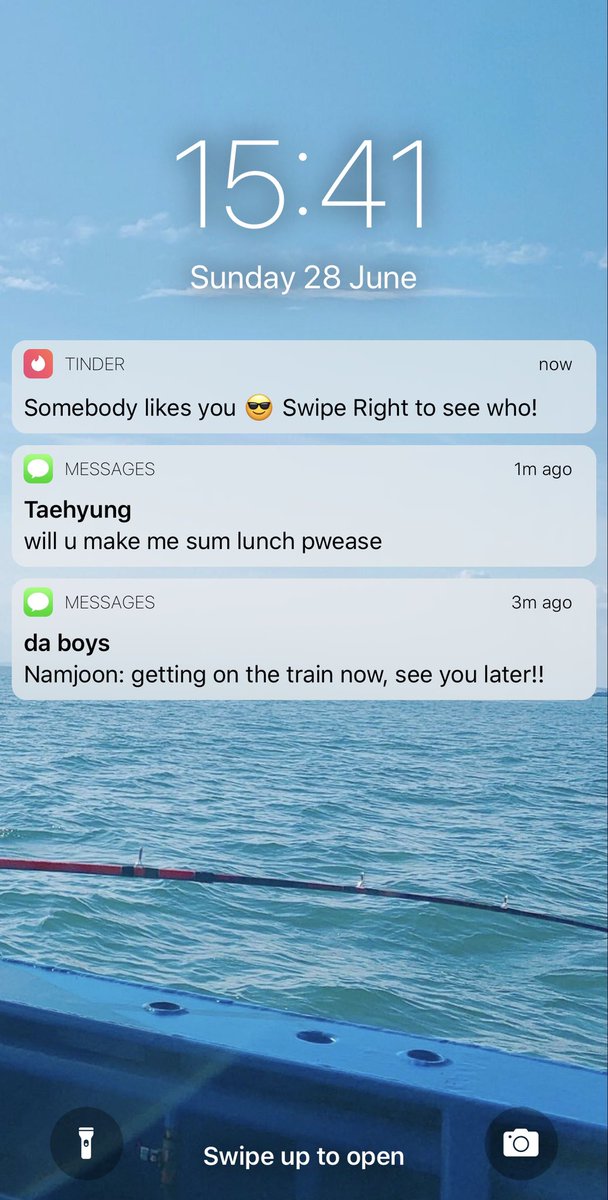 15:41
Sunday 28 June
TINDER now
Somebody likes you 😎 Swipe Right to see who!
MESSAGES 1m ago
Taehyung
will u make me sum lunch pwease
MESSAGES 3m ago
da boys
Namjoon: getting on the train now, see you later!!
Swipe up to open